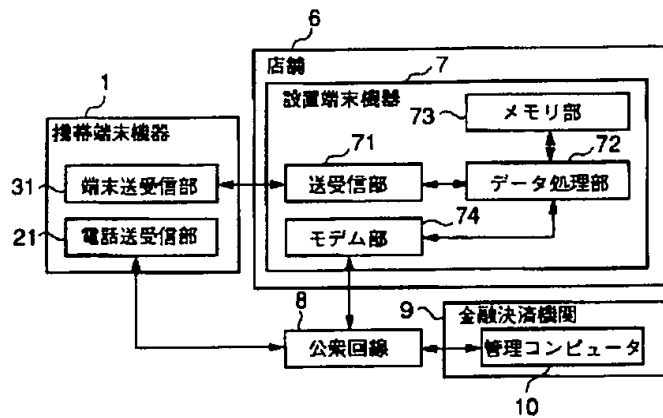 6
店舗
7
1
設置端末機器
携帯端末機器
73
メモリ部
71
72
31
端末送受信部
送受信部
データ処理部
74
21
電話送受信部
モデム部
8
9
金融決済機関
公衆回線
管理コンピュータ
10